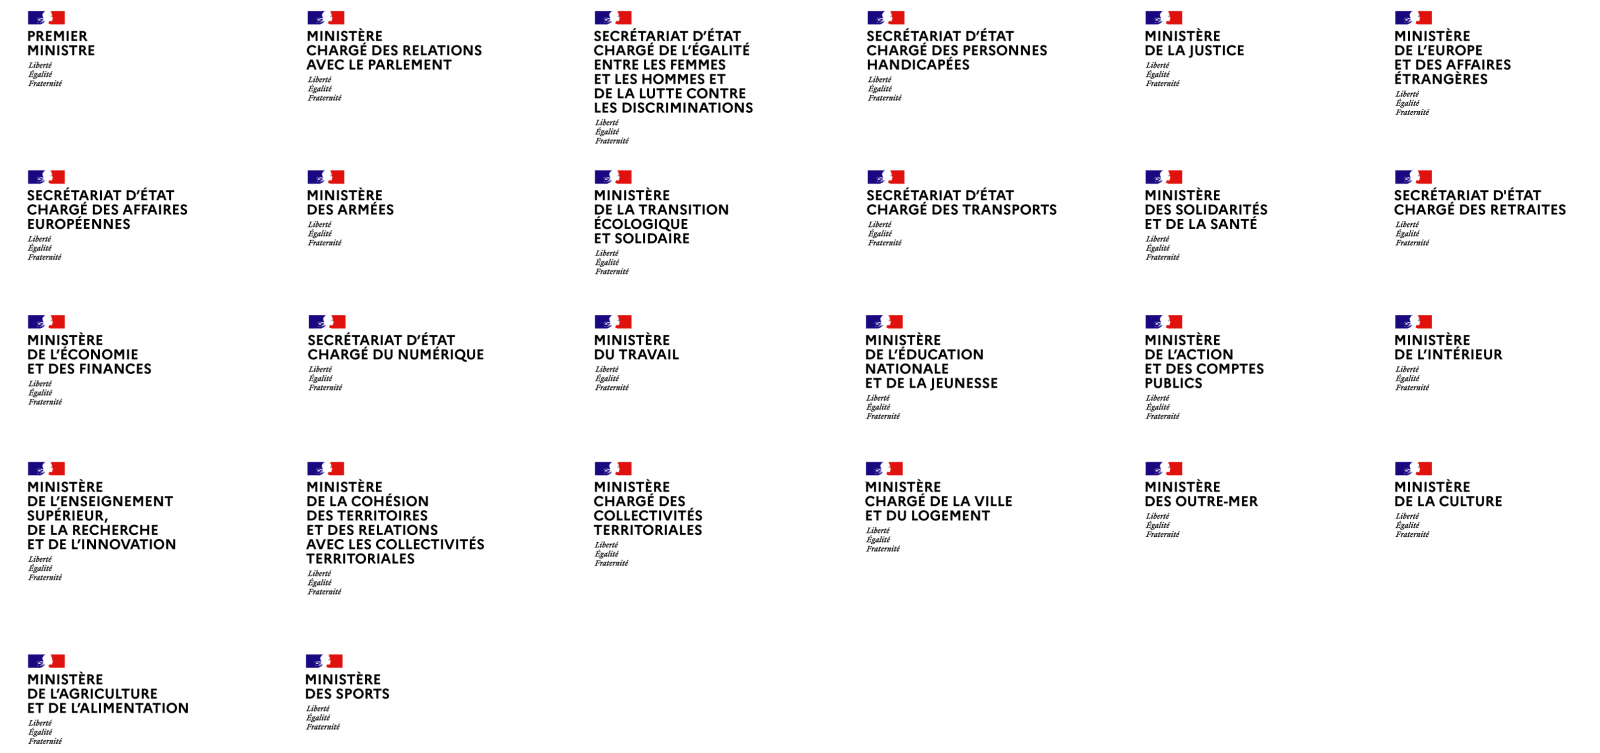 PREMIER
MINISTRE
Liberté
Égalité
Fraternité
MINISTÈRE
CHARGÉ DES RELATIONS
AVEC LE PARLEMENT
Liberté
Égalité
Fraternité
SECRÉTARIAT D'ÉTAT
CHARGÉ DE L'ÉGALITÉ
ENTRE LES FEMMES
ET LES HOMMES ET
DE LA LUTTE CONTRE
LES DISCRIMINATIONS
Liberté
Égalité
Fraternité
SECRÉTARIAT D'ÉTAT
CHARGÉ DES PERSONNES
HANDICAPÉES
Liberté
Égalité
Fraternité
MINISTÈRE
DE LA JUSTICE
Liberté
Égalité
Fraternité
MINISTÈRE
DE L'EUROPE
ET DES AFFAIRES
ÉTRANGÈRES
Liberté
Égalité
Fraternité
SECRÉTARIAT D'ÉTAT
CHARGÉ DES AFFAIRES
EUROPÉENNES
Liberté
Égalité
Fraternité
MINISTÈRE
DES ARMÉES
Liberté
Égalité
Fraternité
MINISTÈRE
DE LA TRANSITION
ÉCOLOGIQUE
ET SOLIDAIRE
Liberté
Égalité
Fraternité
SECRÉTARIAT D'ÉTAT
CHARGÉ DES TRANSPORTS
Liberté
Égalité
Fraternité
MINISTÈRE
DES SOLIDARITÉS
ET DE LA SANTÉ
Liberté
Égalité
Fraternité
SECRÉTARIAT D'ÉTAT
CHARGÉ DES RETRAITES
Liberté
Égalité
Fraternité
MINISTÈRE
DE L'ÉCONOMIE
ET DES FINANCES
Liberté
Égalité
Fraternité
SECRÉTARIAT D'ÉTAT
CHARGÉ DU NUMÉRIQUE
Liberté
Égalité
Fraternité
MINISTÈRE
DU TRAVAIL
Liberté
Égalité
Fraternité
MINISTÈRE
DE L'ÉDUCATION
NATIONALE
ET DE LA JEUNESSE
Liberté
Égalité
Fraternité
MINISTÈRE
DE L'ACTION
ET DES COMPTES
PUBLICS
Liberté
Égalité
Fraternité
MINISTÈRE
DE L'INTÉRIEUR
Liberté
Égalité
Fraternité
MINISTÈRE
DE L'ENSEIGNEMENT
SUPÉRIEUR,
DE LA RECHERCHE
ET DE L'INNOVATION
Liberté
Égalité
Fraternité
MINISTÈRE
DE LA COHÉSION
DES TERRITOIRES
ET DES RELATIONS
AVEC LES COLLECTIVITÉS
TERRITORIALES
Liberté
Égalité
Fraternité
MINISTÈRE
CHARGÉ DES
COLLECTIVITÉS
TERRITORIALES
Liberté
Égalité
Fraternité
MINISTÈRE
CHARGÉ DE LA VILLE
ET DU LOGEMENT
Liberté
Égalité
Fraternité
MINISTÈRE
DES OUTRE-MER
Liberté
Égalité
Fraternité
MINISTÈRE
DE LA CULTURE
Liberté
Égalité
Fraternité
MINISTÈRE
DE L'AGRICULTURE
ET DE L'ALIMENTATION
Liberté
Égalité
Fraternité
MINISTÈRE
DES SPORTS
Liberté
Égalité
Fraternité